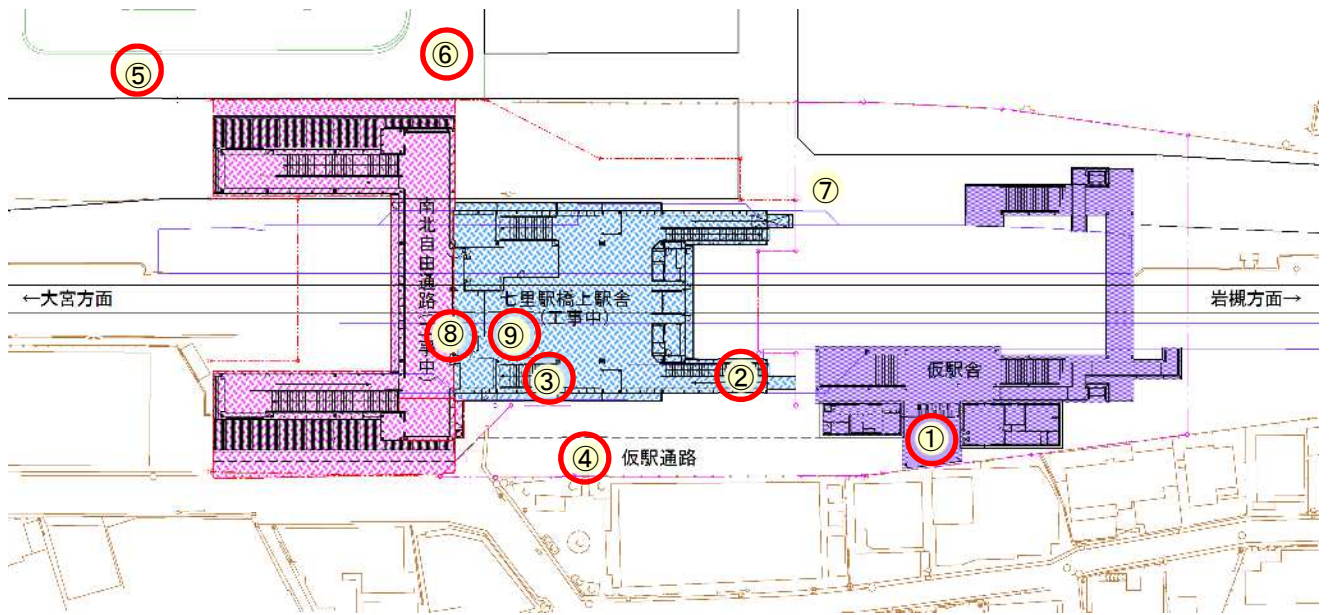 ⑥
⑤
⑦
←大宮方面
南北自由通路(工事中)
七里駅橋上駅舎
(工事中)
岩槻方面→
⑧
⑨
③
②
仮駅舎
①
④
仮駅通路